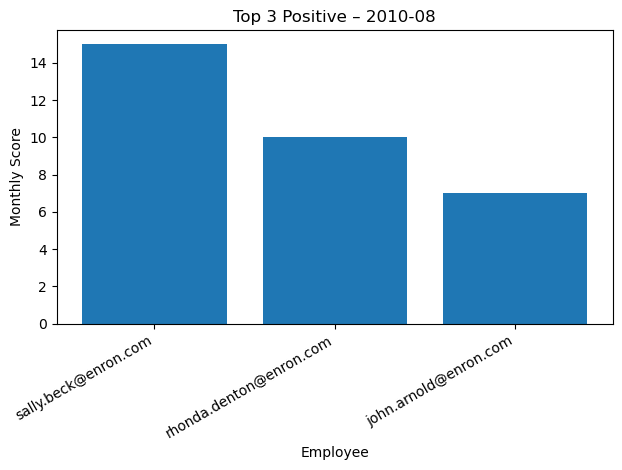 Top 3 Positive – 2010-08
Monthly Score
14
12
10
8
6
4
2
0
sally.beck@enron.com
rhonda.denton@enron.com
john.arnold@enron.com
Employee